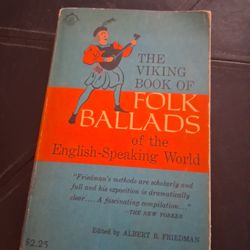 THE
VIKING
BOOK OF
FOLK
BALLADS
of the
English-Speaking World
"Friedman's methods are scholarly and
full and his exposition is dramatically
clear.... A fascinating compilation...."
—THE NEW YORKER
Edited by ALBERT B. FRIEDMAN
$2.25